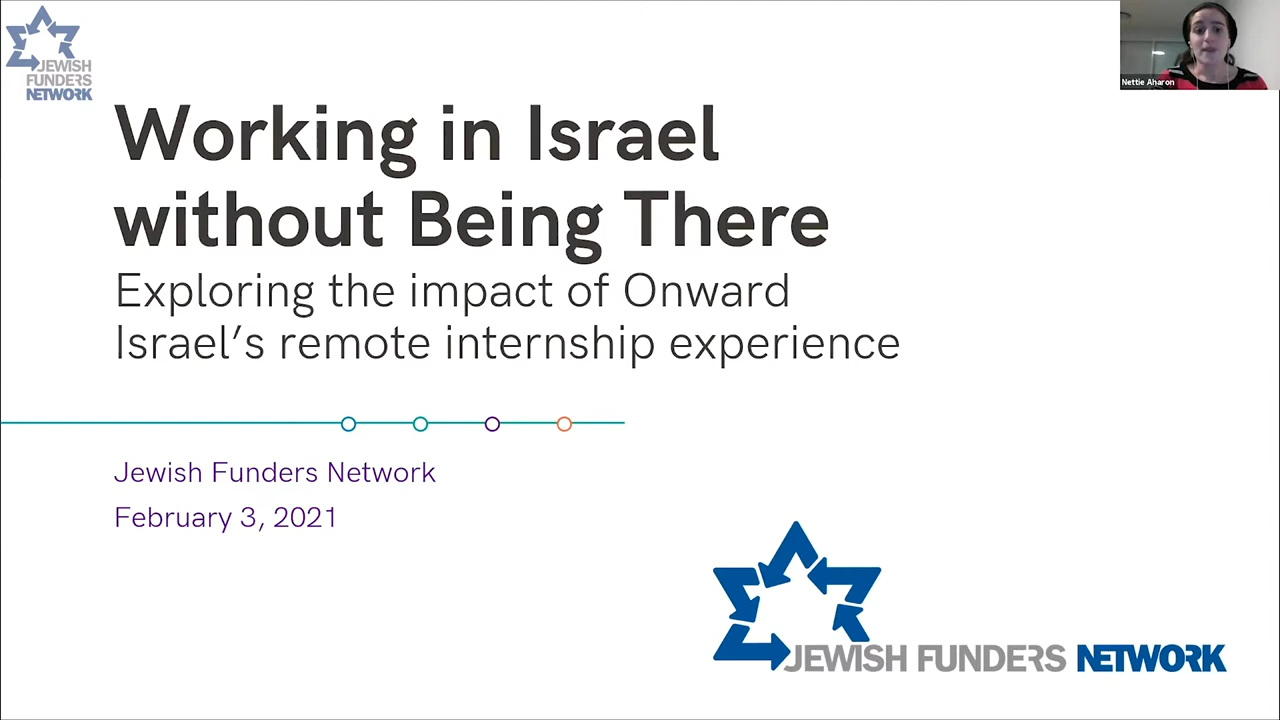 JEWISH
FUNDERS
NETWORK
Nettie Aharon
Working in Israel
without Being There
Exploring the impact of Onward
Israel’s remote internship experience
Jewish Funders Network
February 3, 2021
JEWISH FUNDERS NETWORK